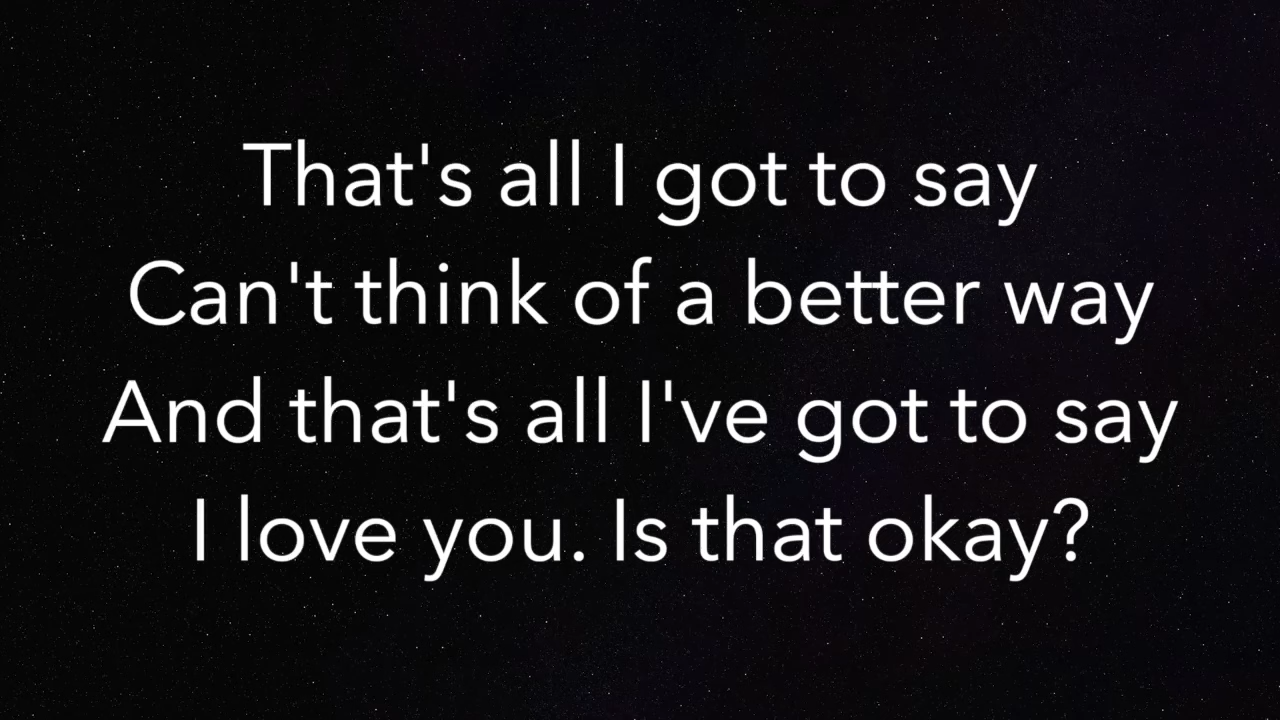 That's all I got to say
Can't think of a better way
And that's all I've got to say
I love you. Is that okay?